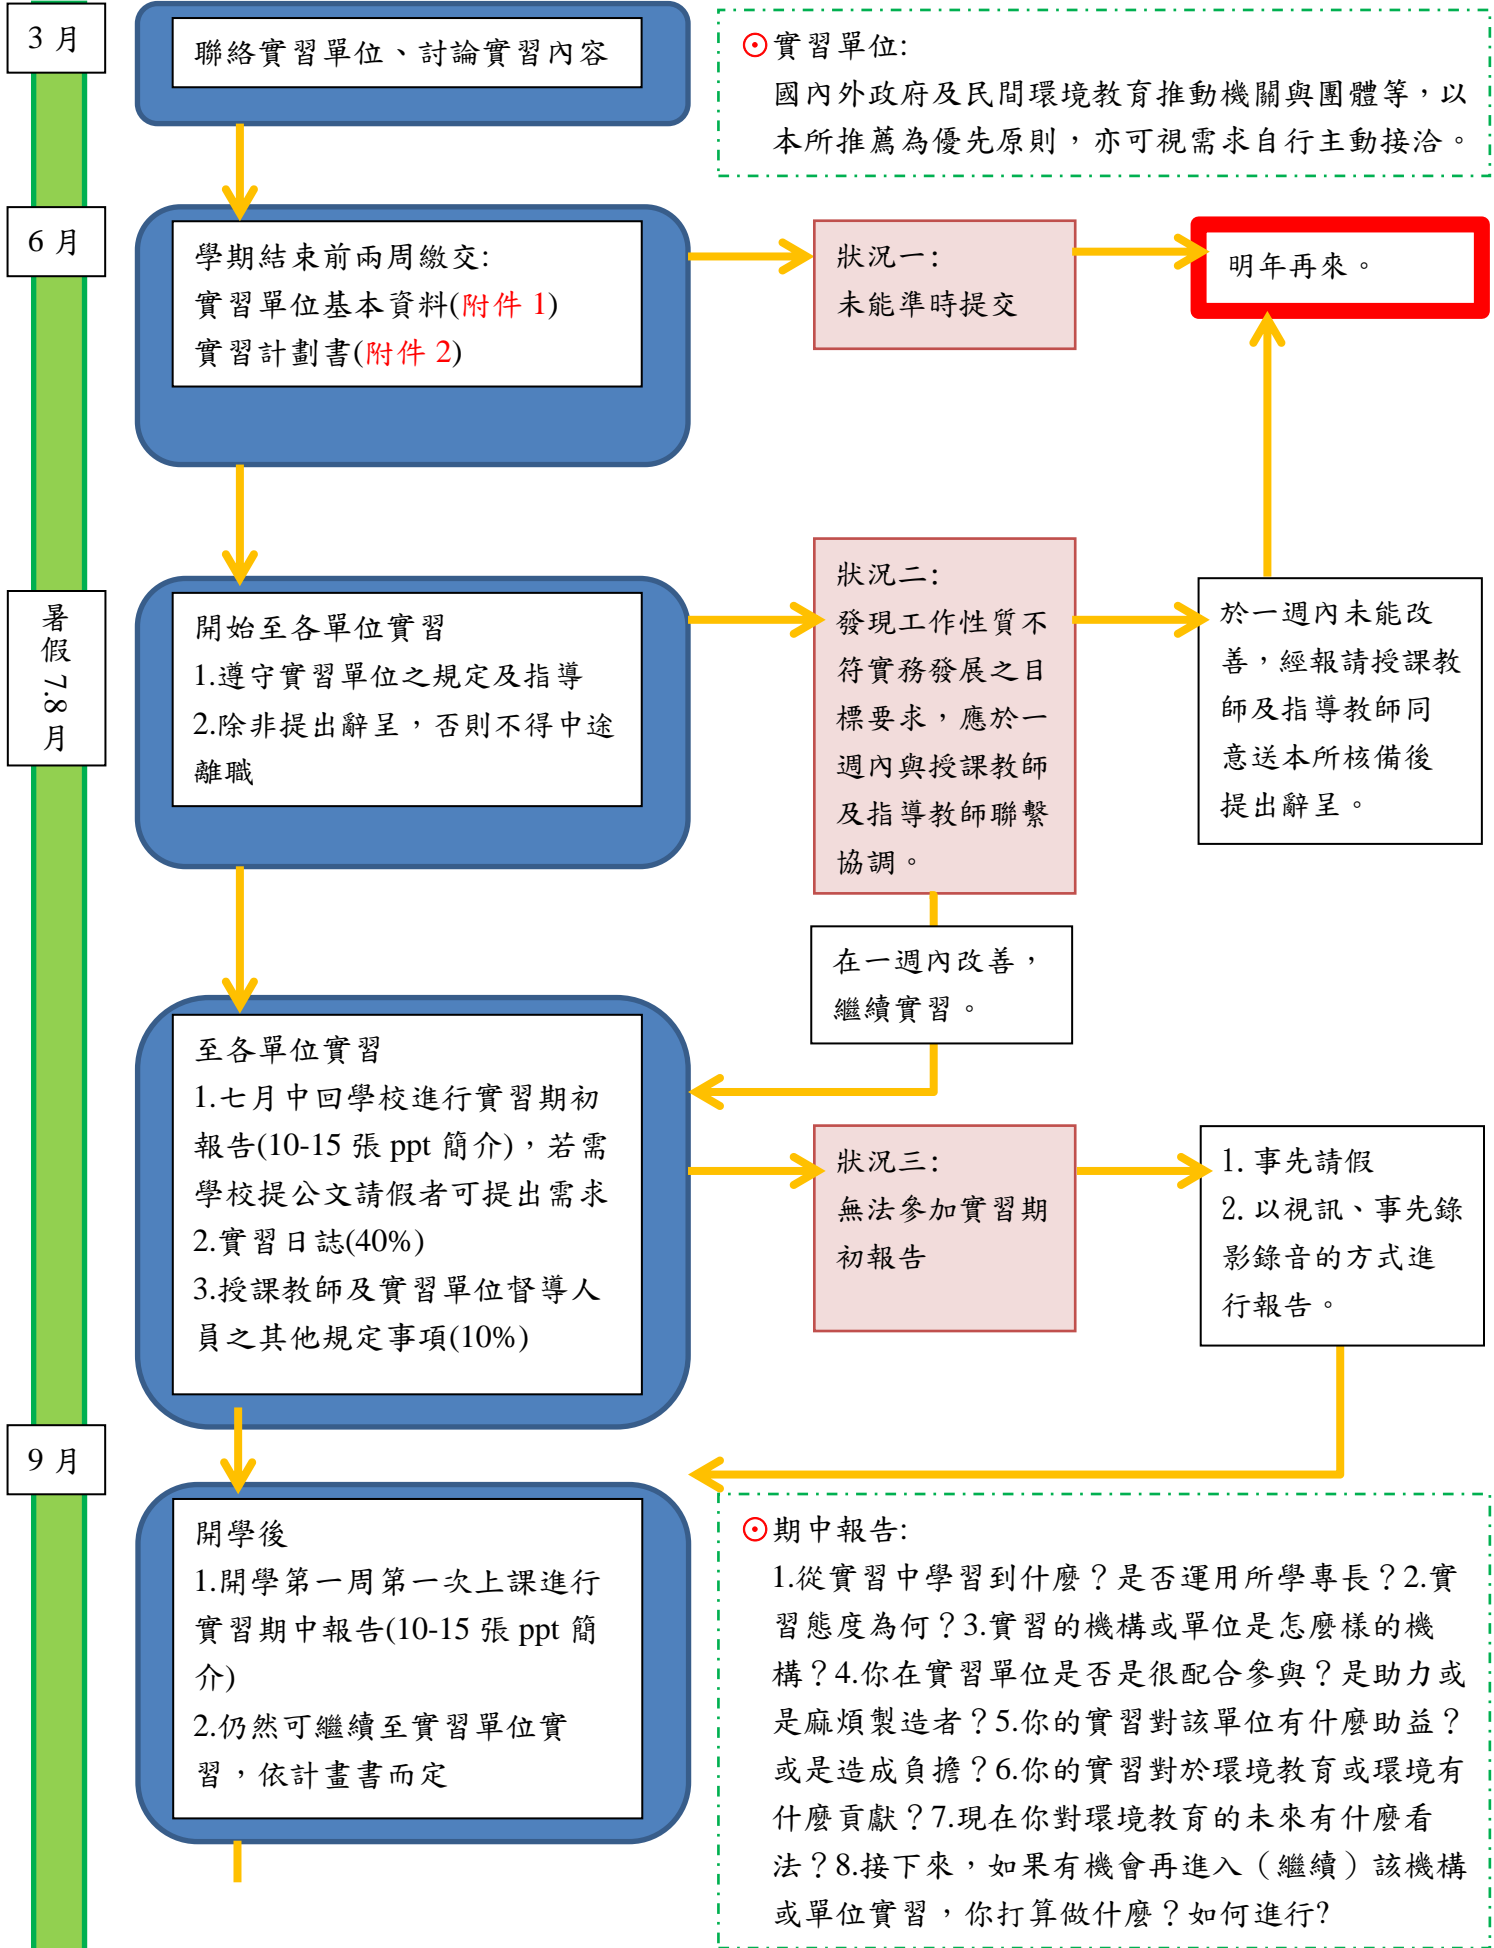 3 月
聯絡實習單位、討論實習內容
⊙實習單位:
國內外政府及民間環境教育推動機關與團體等，以
本所推薦為優先原則，亦可視需求自行主動接洽。
6 月
學期結束前兩周繳交:
實習單位基本資料(附件 1)
實習計劃書(附件 2)
狀況一:
未能準時提交
明年再來。
暑假 7.8 月
開始至各單位實習
1.遵守實習單位之規定及指導
2.除非提出辭呈，否則不得中途
離職
狀況二:
發現工作性質不
符實務發展之目
標要求，應於一
週內與授課教師
及指導教師聯繫
協調。
於一週內未能改
善，經報請授課教
師及指導教師同
意送本所核備後
提出辭呈。
在一週內改善，
繼續實習。
至各單位實習
1.七月中回學校進行實習期初
報告(10-15 張 ppt 簡介)，若需
學校提公文請假者可提出需求
2.實習日誌(40%)
3.授課教師及實習單位督導人
員之其他規定事項(10%)
狀況三:
無法參加實習期
初報告
1. 事先請假
2. 以視訊、事先錄
影錄音的方式進
行報告。
9 月
開學後
1.開學第一周第一次上課進行
實習期中報告(10-15 張 ppt 簡
介)
2.仍然可繼續至實習單位實
習，依計畫書而定
⊙期中報告:
1.從實習中學習到什麼？是否運用所學專長？2.實
習態度為何？3.實習的機構或單位是怎麼樣的機
構？4.你在實習單位是否是很配合參與？是助力或
是麻煩製造者？5.你的實習對該單位有什麼助益？
或是造成負擔？6.你的實習對於環境教育或環境有
什麼貢獻？7.現在你對環境教育的未來有什麼看
法？8.接下來，如果有機會再進入（繼續）該機構
或單位實習，你打算做什麼？如何進行?